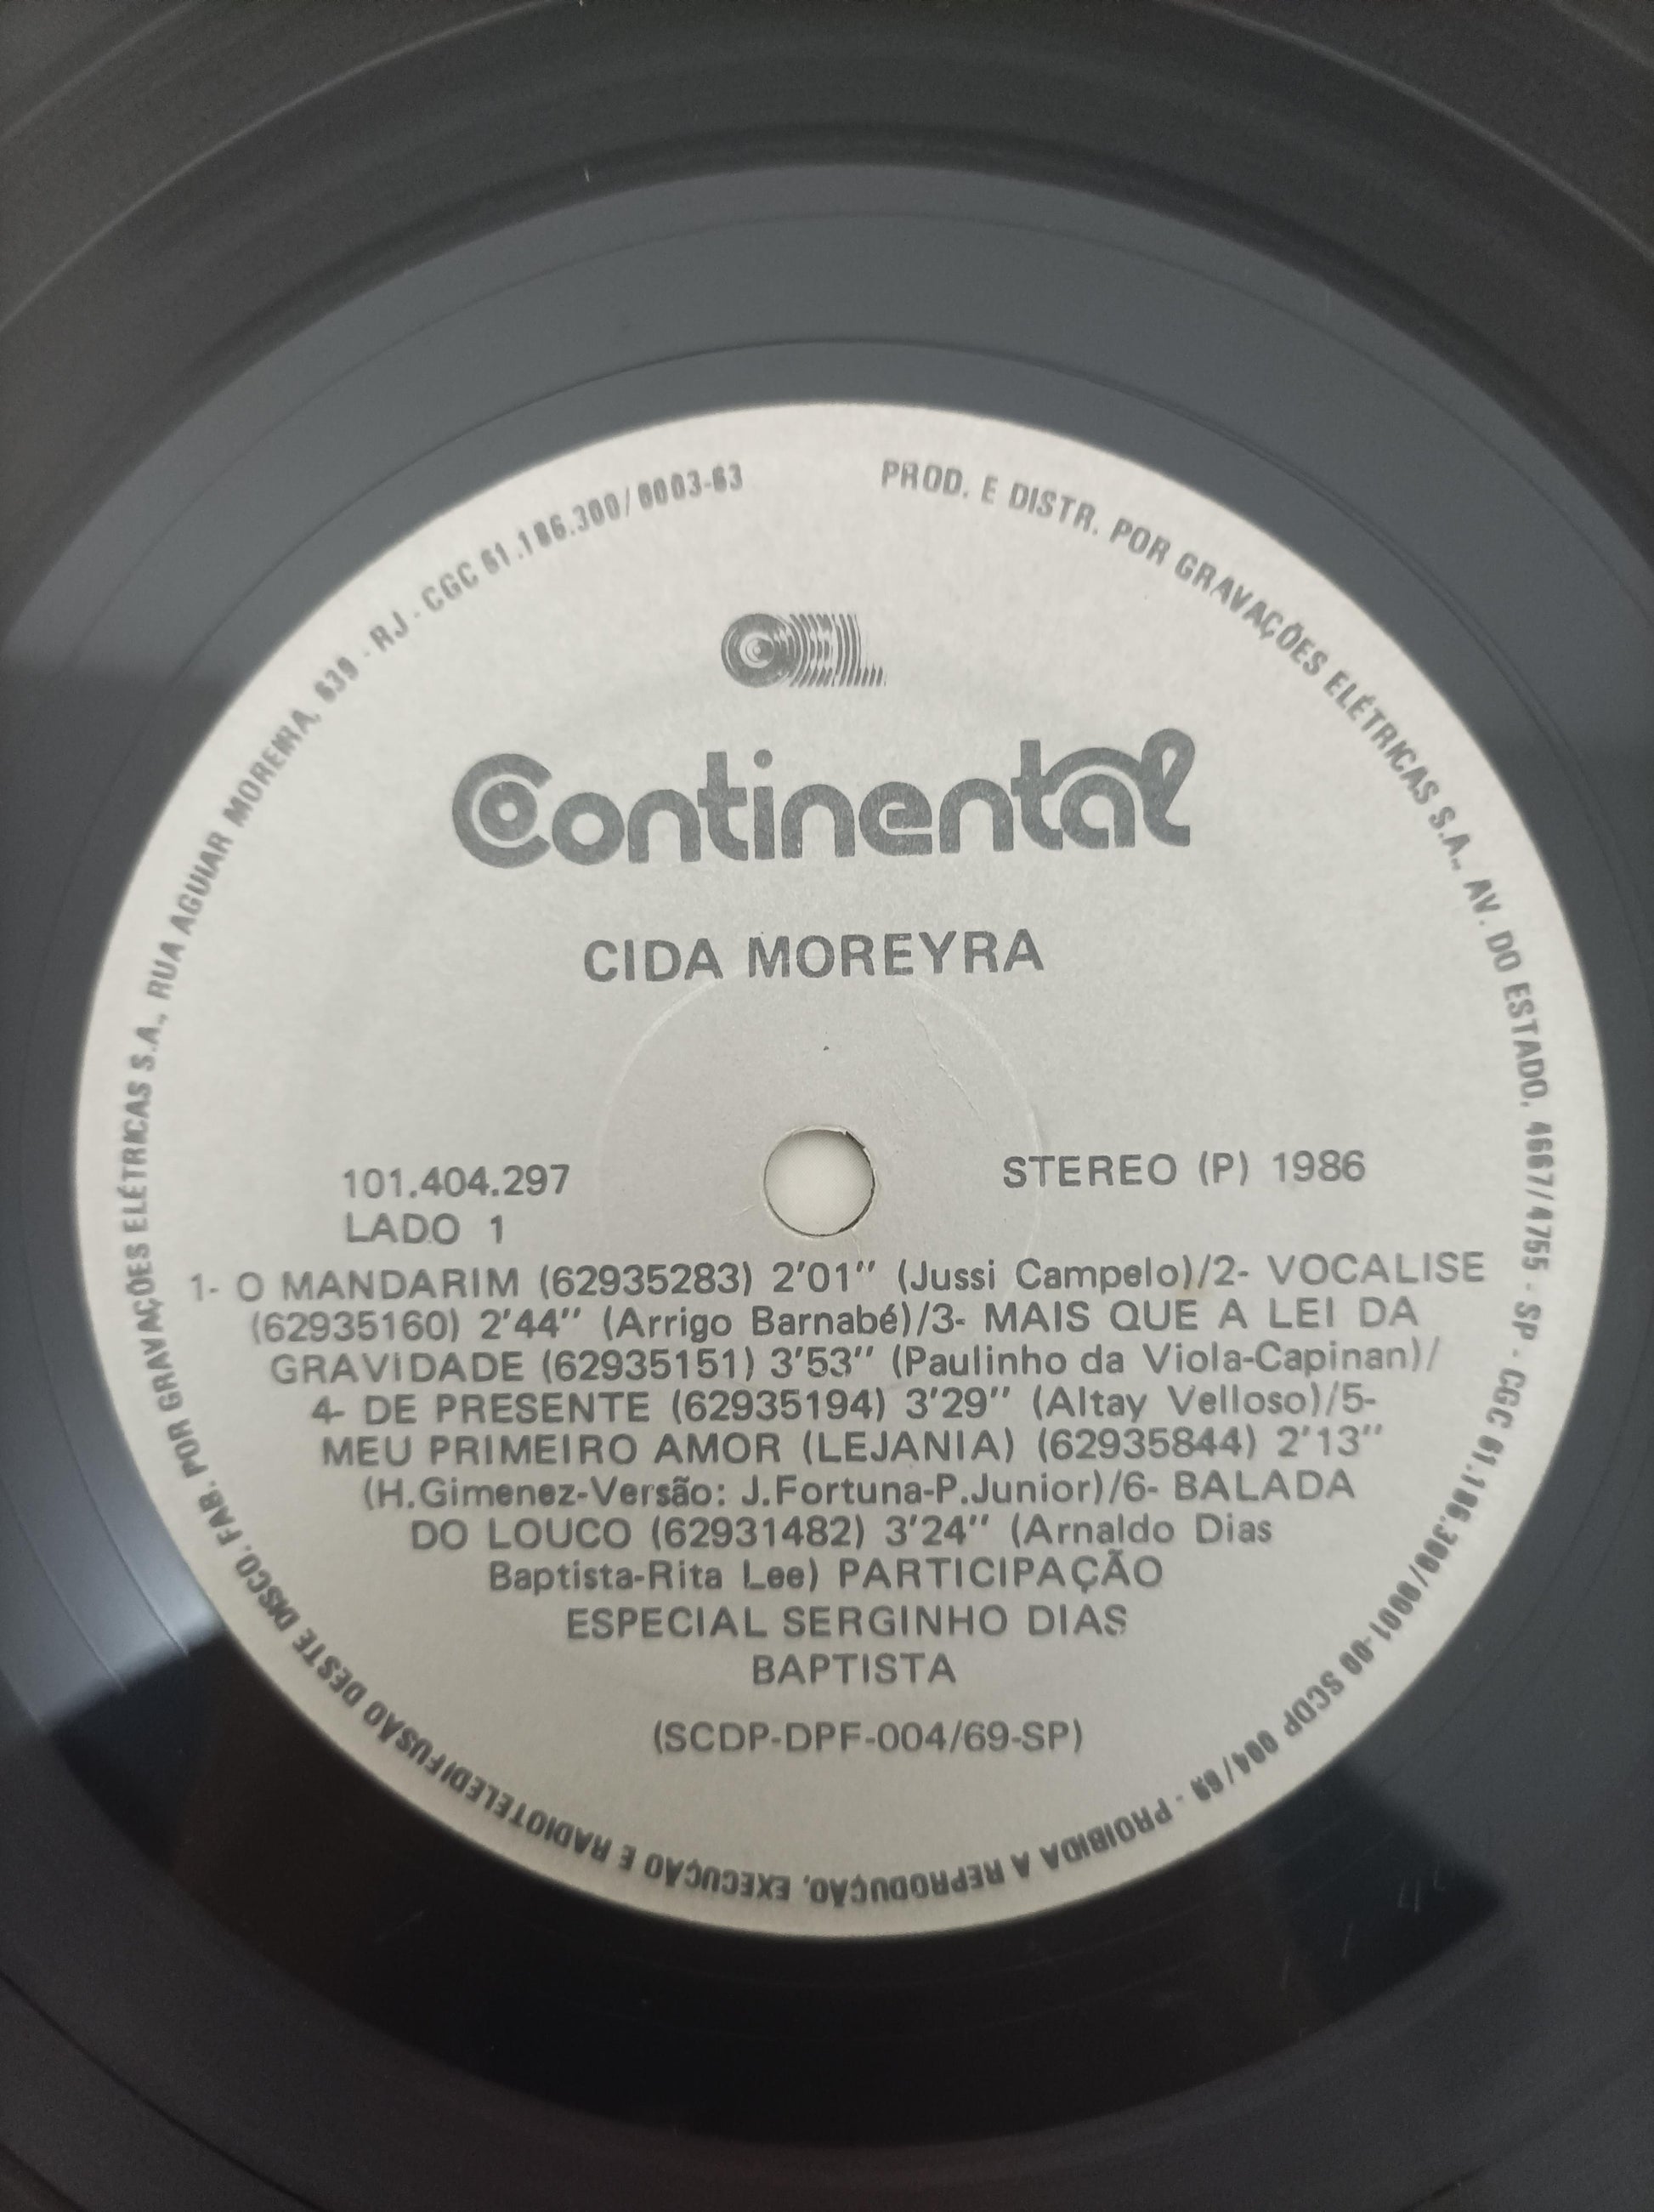 Continental
CIDA MOREYRA
101.404.297
LADO 1
STEREO (P) 1986
1- O MANDARIM (62935283) 2'01'' (Jussi Campelo)/2- VOCALISE
(62935160) 2'44'' (Arrigo Barnabé)/3- MAIS QUE A LEI DA
GRAVIDADE (62935151) 3'53'' (Paulinho da Viola-Capinan)/
4- DE PRESENTE (62935194) 3'29'' (Altay Velloso)/5-
MEU PRIMEIRO AMOR (LEJANIA) (62935844) 2'13''
(H.Gimenez-Versão: J.Fortuna-P.Junior)/6- BALADA
DO LOUCO (62931482) 3'24'' (Arnaldo Dias
Baptista-Rita Lee) PARTICIPAÇÃO
ESPECIAL SERGINHO DIAS
BAPTISTA
(SCDP-DPF-004/69-SP)
PROD. E DISTR. POR GRAVAÇÕES ELÉTRICAS S.A., AV. DO ESTADO, 4667/4755 - SP - CGC 61.186.300/0001-00 SCDP 004/69 - PROIBIDA A REPRODUÇÃO, EXECUÇÃO E RADIOTELEDIFUSÃO DESTE DISCO. FAB. POR GRAVAÇÕES ELÉTRICAS S.A., RUA AGUIAR MOREIRA, 639 - RJ - CGC 61.186.300/0003-63